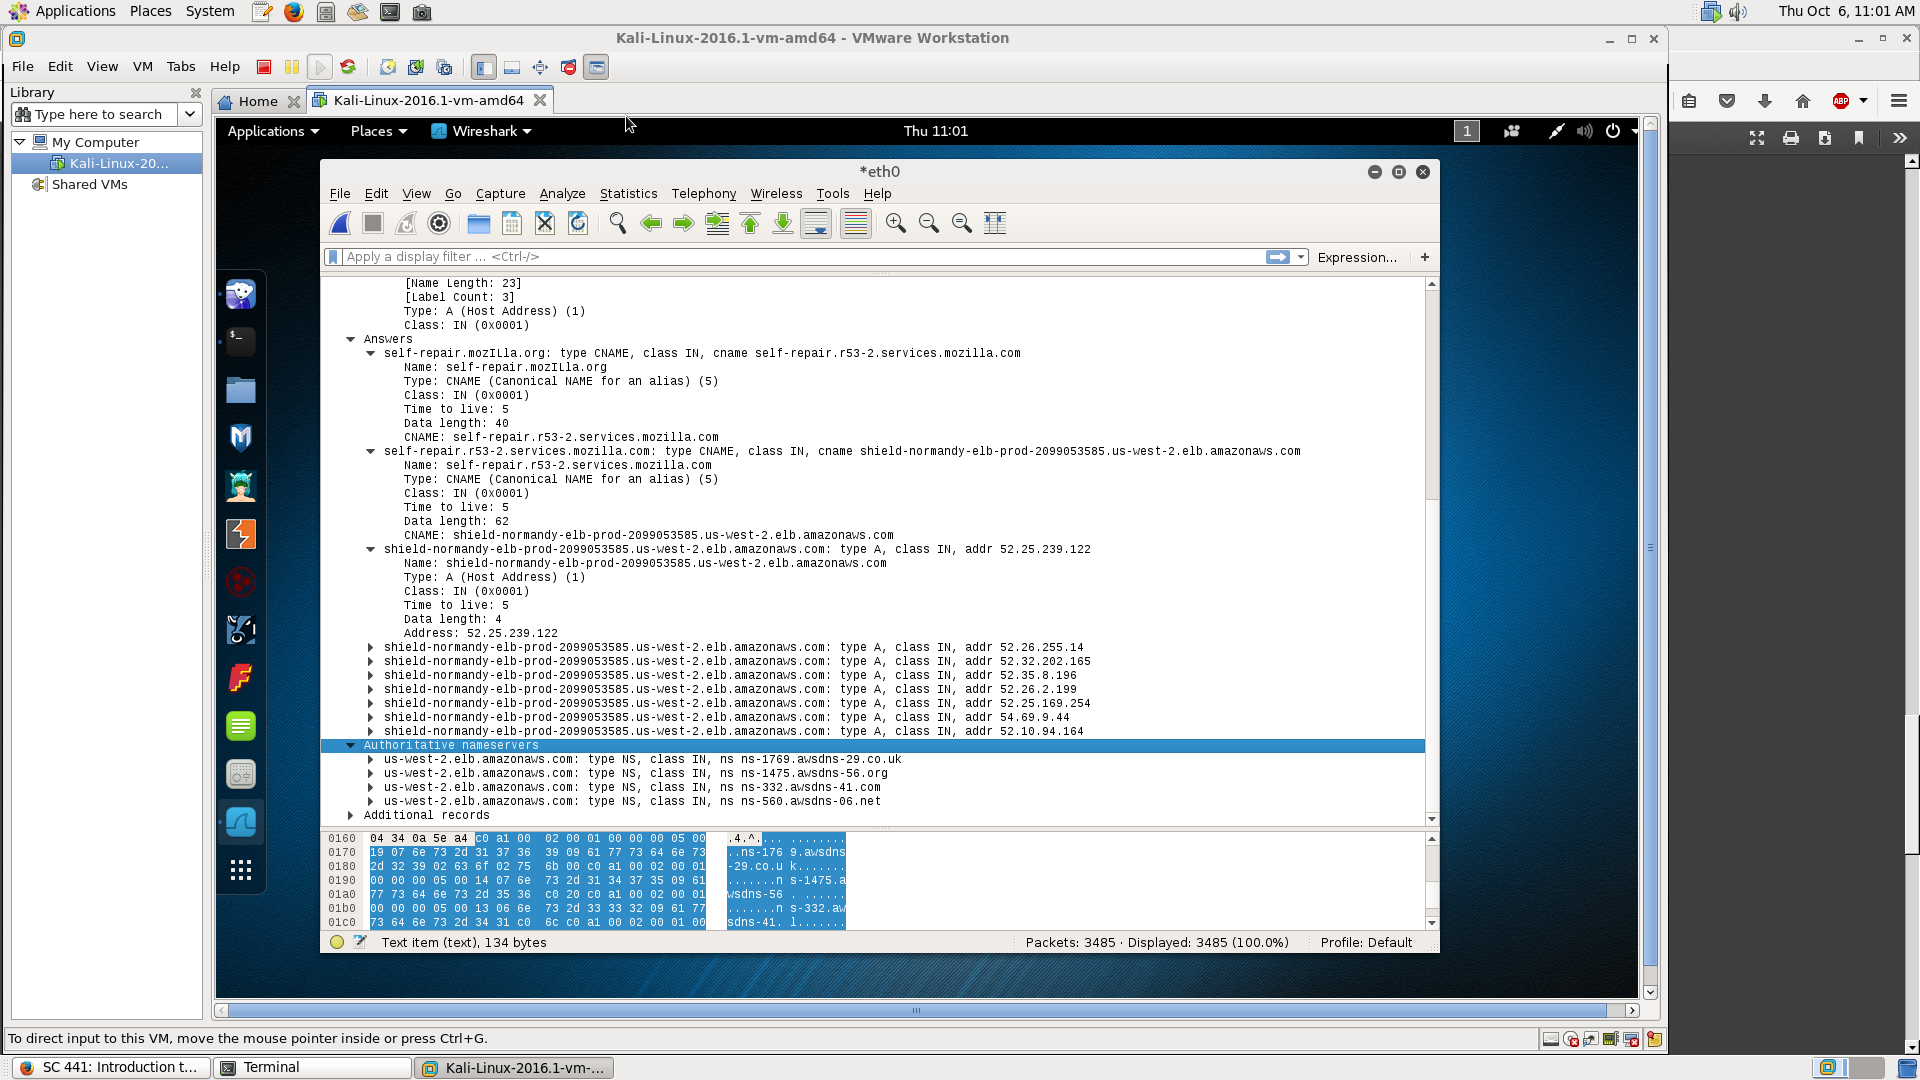 Applications Places System Thu Oct 6, 11:01 AM
Kali-Linux-2016.1-vm-amd64 - VMware Workstation
File Edit View VM Tabs Help
Library
Home Kali-Linux-2016.1-vm-amd64
Type here to search
My Computer
Kali-Linux-20...
Shared VMs
ABP
Applications Places Wireshark Thu 11:01 1
*eth0
File Edit View Go Capture Analyze Statistics Telephony Wireless Tools Help
Apply a display filter ... <Ctrl-/> Expression... +
[Name Length: 23]
[Label Count: 3]
Type: A (Host Address) (1)
Class: IN (0x0001)
Answers
self-repair.mozILla.org: type CNAME, class IN, cname self-repair.r53-2.services.mozilla.com
Name: self-repair.mozILla.org
Type: CNAME (Canonical NAME for an alias) (5)
Class: IN (0x0001)
Time to live: 5
Data length: 40
CNAME: self-repair.r53-2.services.mozilla.com
self-repair.r53-2.services.mozilla.com: type CNAME, class IN, cname shield-normandy-elb-prod-2099053585.us-west-2.elb.amazonaws.com
Name: self-repair.r53-2.services.mozilla.com
Type: CNAME (Canonical NAME for an alias) (5)
Class: IN (0x0001)
Time to live: 5
Data length: 62
CNAME: shield-normandy-elb-prod-2099053585.us-west-2.elb.amazonaws.com
shield-normandy-elb-prod-2099053585.us-west-2.elb.amazonaws.com: type A, class IN, addr 52.25.239.122
Name: shield-normandy-elb-prod-2099053585.us-west-2.elb.amazonaws.com
Type: A (Host Address) (1)
Class: IN (0x0001)
Time to live: 5
Data length: 4
Address: 52.25.239.122
shield-normandy-elb-prod-2099053585.us-west-2.elb.amazonaws.com: type A, class IN, addr 52.26.255.14
shield-normandy-elb-prod-2099053585.us-west-2.elb.amazonaws.com: type A, class IN, addr 52.32.202.165
shield-normandy-elb-prod-2099053585.us-west-2.elb.amazonaws.com: type A, class IN, addr 52.35.8.196
shield-normandy-elb-prod-2099053585.us-west-2.elb.amazonaws.com: type A, class IN, addr 52.26.2.199
shield-normandy-elb-prod-2099053585.us-west-2.elb.amazonaws.com: type A, class IN, addr 52.25.169.254
shield-normandy-elb-prod-2099053585.us-west-2.elb.amazonaws.com: type A, class IN, addr 54.69.9.44
shield-normandy-elb-prod-2099053585.us-west-2.elb.amazonaws.com: type A, class IN, addr 52.10.94.164
Authoritative nameservers
us-west-2.elb.amazonaws.com: type NS, class IN, ns ns-1769.awsdns-29.co.uk
us-west-2.elb.amazonaws.com: type NS, class IN, ns ns-1475.awsdns-56.org
us-west-2.elb.amazonaws.com: type NS, class IN, ns ns-332.awsdns-41.com
us-west-2.elb.amazonaws.com: type NS, class IN, ns ns-560.awsdns-06.net
Additional records
0160 04 34 0a 5e a4 c0 a1 00 02 00 01 00 00 00 05 00 .4.^.... ........
0170 19 07 6e 73 2d 31 37 36 39 09 61 77 73 64 6e 73 ..ns-176 9.awsdns
0180 2d 32 39 02 63 6f 02 75 6b 00 c0 a1 00 02 00 01 -29.co.u k.......
0190 00 00 00 05 00 14 07 6e 73 2d 31 34 37 35 09 61 .......n s-1475.a
01a0 77 73 64 6e 73 2d 35 36 c0 20 c0 a1 00 02 00 01 wsdns-56 . ......
01b0 00 00 00 05 00 13 06 6e 73 2d 33 33 32 09 61 77 .......n s-332.aw
01c0 73 64 6e 73 2d 34 31 c0 6c c0 a1 00 02 00 01 00 sdns-41. l.......
Text item (text), 134 bytes Packets: 3485 · Displayed: 3485 (100.0%) Profile: Default
To direct input to this VM, move the mouse pointer inside or press Ctrl+G.
SC 441: Introduction t... Terminal Kali-Linux-2016.1-vm-...